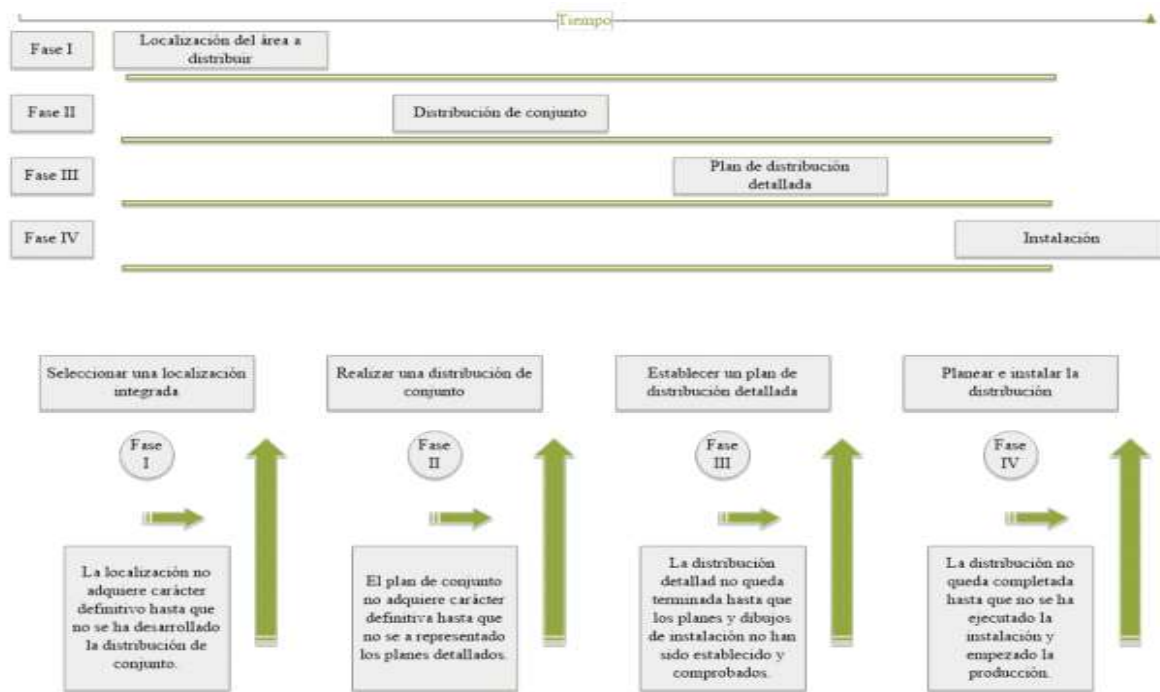 Tiempo
Fase I
Localización del área a
distribuir
Fase II
Distribución de conjunto
Fase III
Plan de distribución
detallada
Fase IV
Instalación
Seleccionar una localización
integrada
Fase
I
La localización no
adquiere carácter
definitivo hasta que
no se ha desarrollado
la distribución de
conjunto.
Realizar una distribución de
conjunto
Fase
II
El plan de conjunto
no adquiere carácter
definitiva hasta que
no se a representado
los planes detallados.
Establecer un plan de
distribución detallada
Fase
III
La distribución
detallad no queda
terminada hasta que
los planes y dibujos
de instalación no han
sido establecido y
comprobados.
Planear e instalar la
distribución
Fase
IV
La distribución no
queda completada
hasta que no se ha
ejecutado la
instalación y
empezado la
producción.